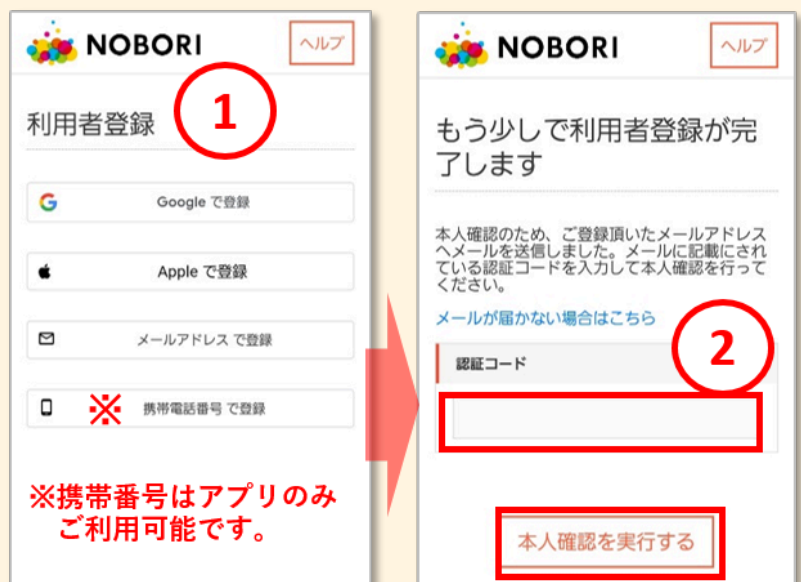 NOBORI
ヘルプ
利用者登録
1
Google で登録
Apple で登録
メールアドレス で登録
※
携帯電話番号 で登録
※携帯番号はアプリのみ
ご利用可能です。
NOBORI
ヘルプ
もう少しで利用者登録が完
了します
本人確認のため、ご登録頂いたメールアドレス
へメールを送信しました。メールに記載にされ
ている認証コードを入力して本人確認を行って
ください。
メールが届かない場合はこちら
2
認証コード
本人確認を実行する